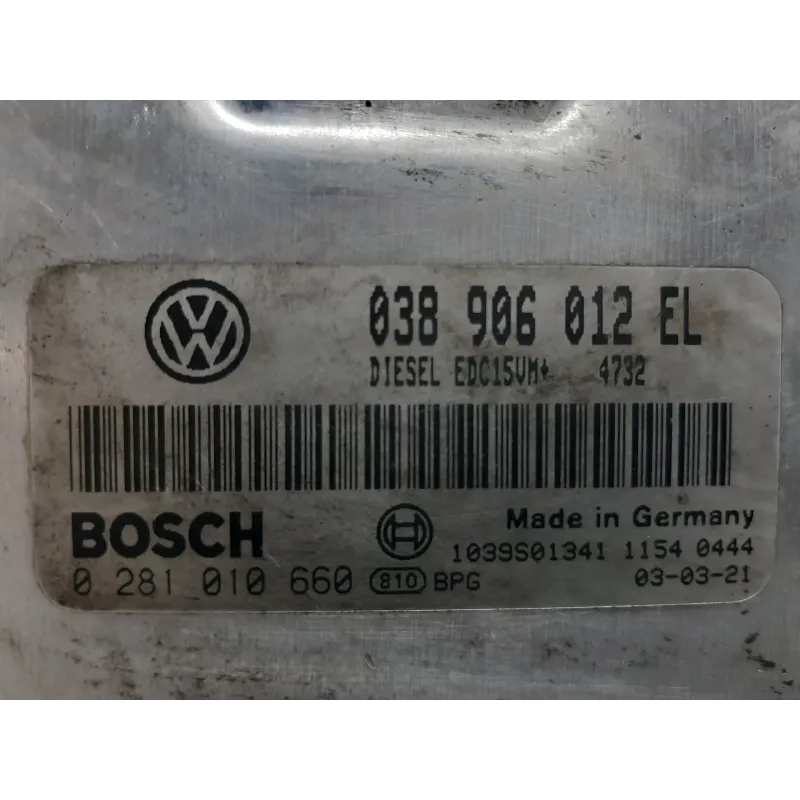 038 906 012 EL
DIESEL EDC15VM+ 4732
BOSCH
Made in Germany
1039S01341 1154 0444
0 281 010 660 810 BPG 03-03-21